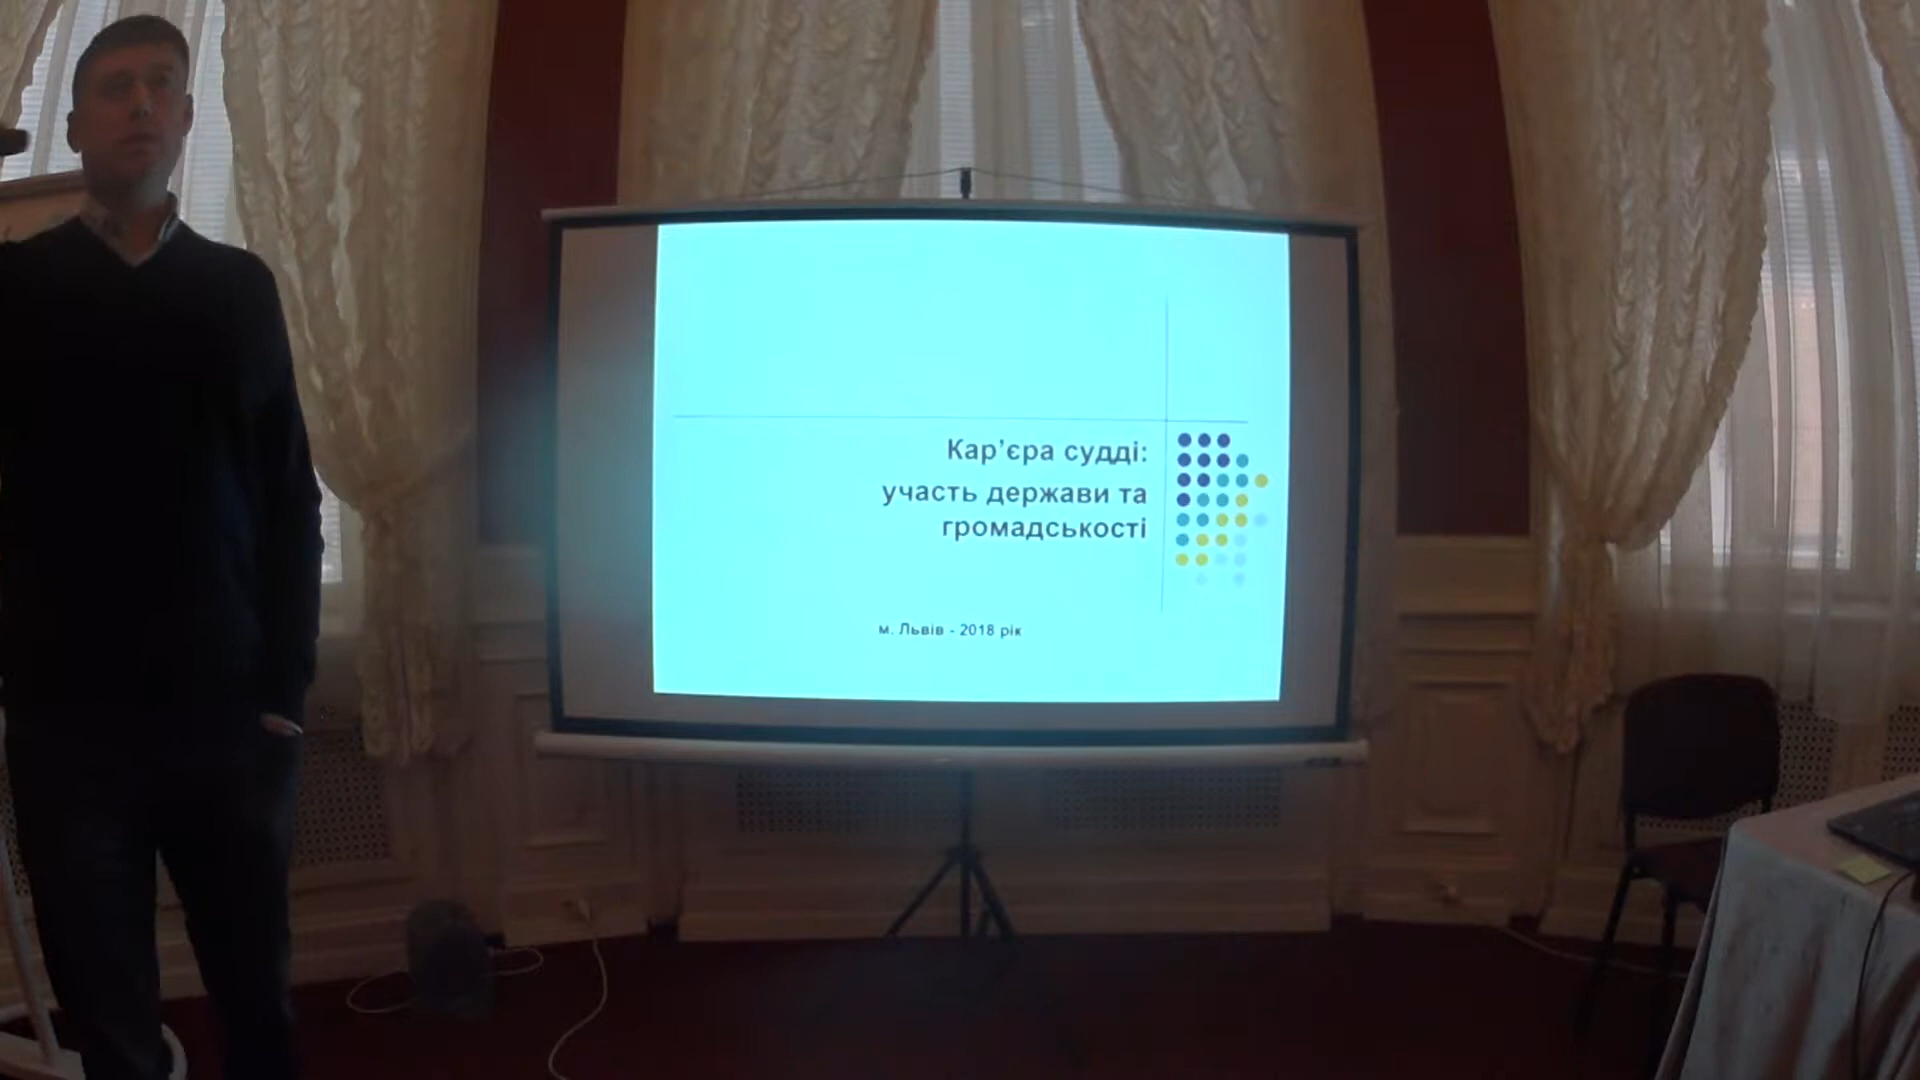 Кар’єра судді:
участь держави та
громадськості
м. Львів - 2018 рік